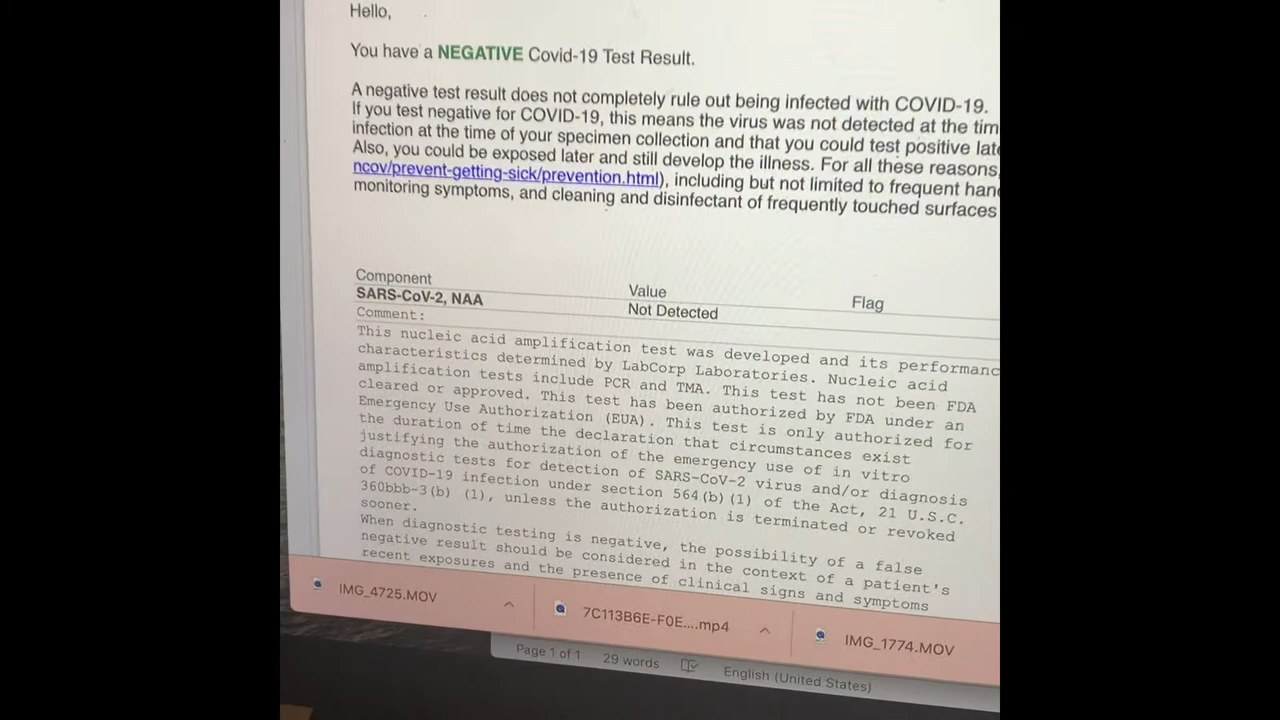 Hello,
You have a NEGATIVE Covid-19 Test Result.
A negative test result does not completely rule out being infected with COVID-19.
If you test negative for COVID-19, this means the virus was not detected at the tim
infection at the time of your specimen collection and that you could test positive late
Also, you could be exposed later and still develop the illness. For all these reasons,
ncov/prevent-getting-sick/prevention.html), including but not limited to frequent han
monitoring symptoms, and cleaning and disinfectant of frequently touched surfaces
Component Value Flag
SARS-CoV-2, NAA Not Detected
Comment:
This nucleic acid amplification test was developed and its performanc
characteristics determined by LabCorp Laboratories. Nucleic acid
amplification tests include PCR and TMA. This test has not been FDA
cleared or approved. This test has been authorized by FDA under an
Emergency Use Authorization (EUA). This test is only authorized for
the duration of time the declaration that circumstances exist
justifying the authorization of the emergency use of in vitro
diagnostic tests for detection of SARS-CoV-2 virus and/or diagnosis
of COVID-19 infection under section 564(b)(1) of the Act, 21 U.S.C.
360bbb-3(b) (1), unless the authorization is terminated or revoked
sooner.
When diagnostic testing is negative, the possibility of a false
negative result should be considered in the context of a patient's
recent exposures and the presence of clinical signs and symptoms
IMG_4725.MOV 7C113B6E-F0E....mp4 IMG_1774.MOV
Page 1 of 1 29 words English (United States)